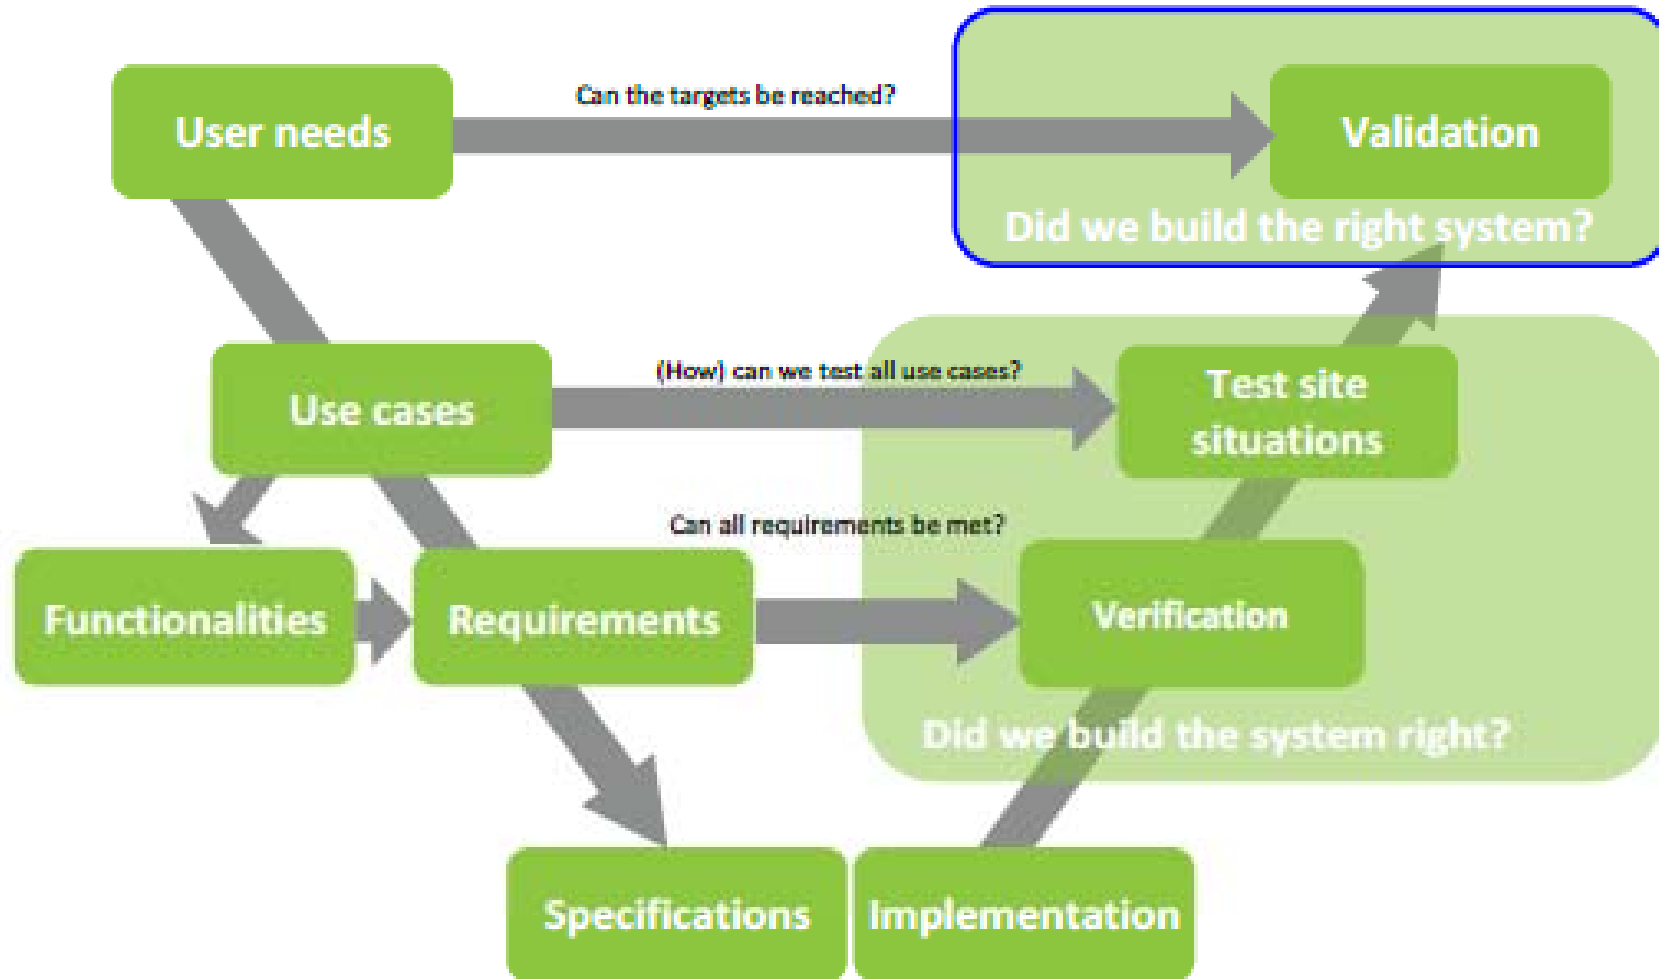 Can the targets be reached?
User needs
Validation
Did we build the right system?
(How) can we test all use cases?
Use cases
Test site
situations
Can all requirements be met?
Functionalities
Requirements
Verification
Did we build the system right?
Specifications
Implementation